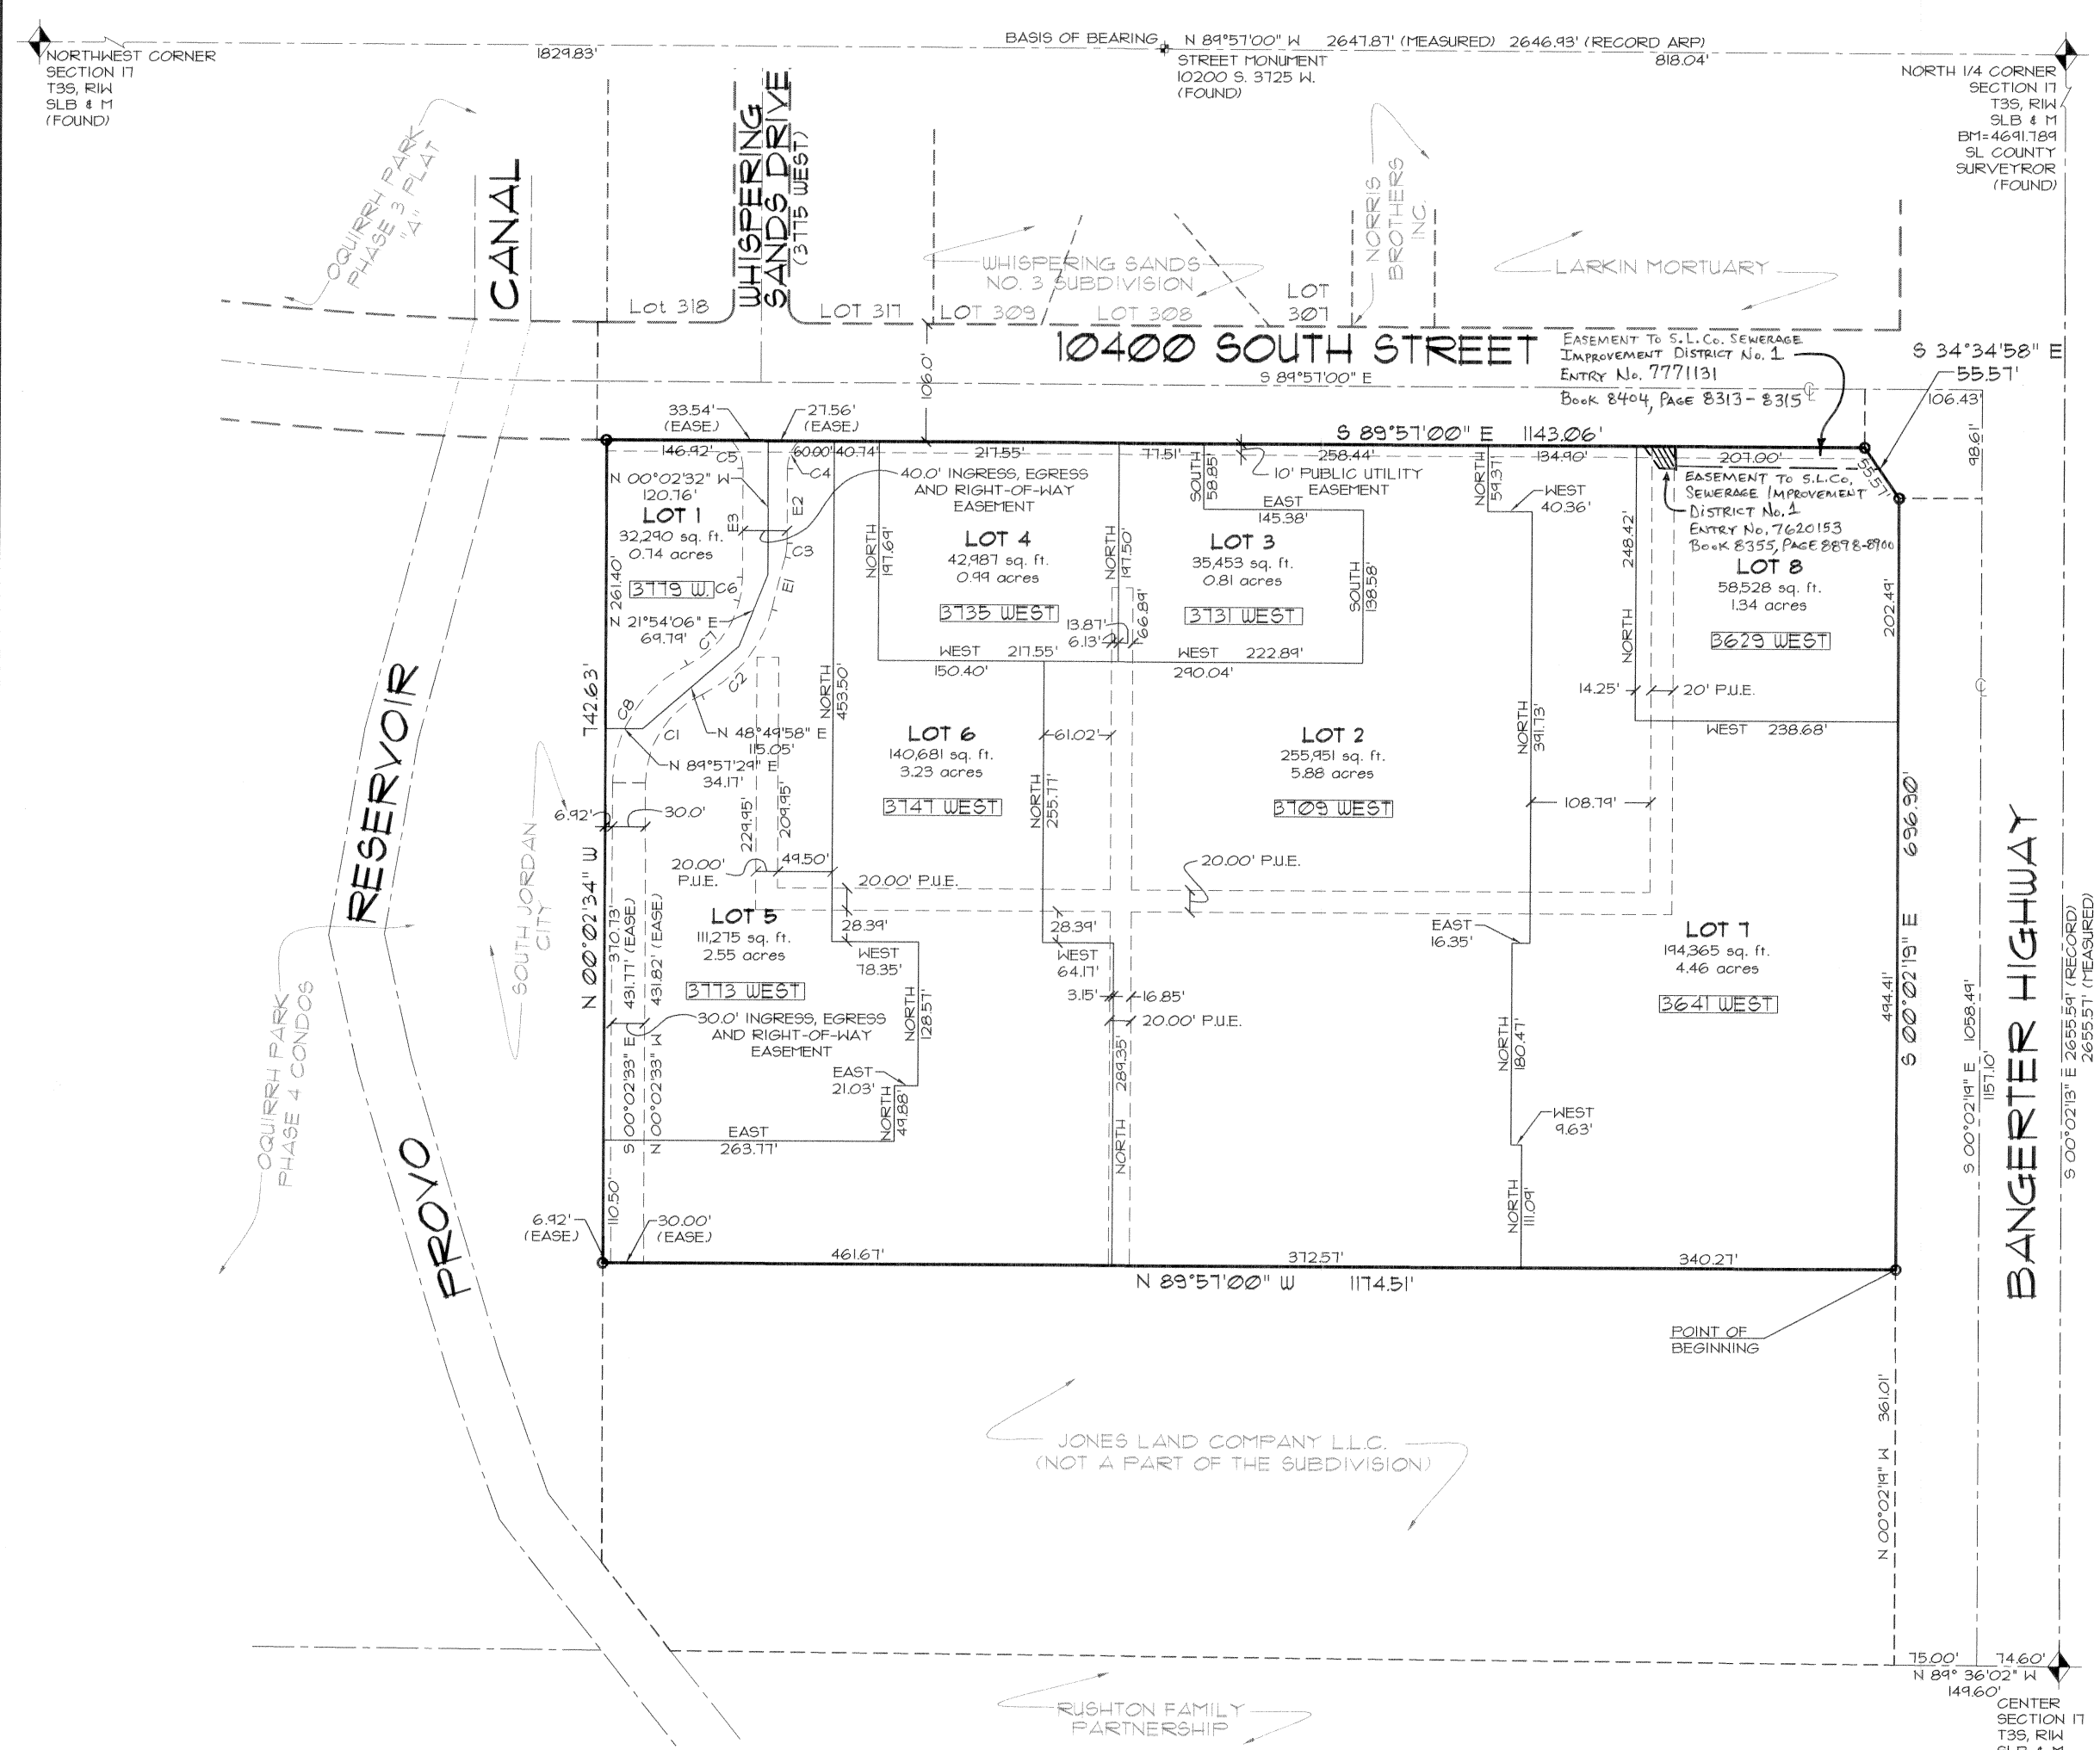 BASIS OF BEARING N 89°57'00" W 2647.87' (MEASURED) 2646.93' (RECORD ARP)
1829.83'
818.04'
NORTHWEST CORNER
SECTION 17
T3S, R1W
SLB & M
(FOUND)
STREET MONUMENT
10200 S. 3725 W.
(FOUND)
NORTH 1/4 CORNER
SECTION 17
T3S, R1W
SLB & M
BM=4691.789
SL COUNTY
SURVEYROR
(FOUND)
OQUIRRH PARK
PHASE 3 PLAT
"A"
CANAL
WHISPERING
SANDS DRIVE
(3775 WEST)
NORRIS
BROTHERS
INC.
WHISPERING SANDS
NO. 3 SUBDIVISION
LARKIN MORTUARY
Lot 318
LOT 317
LOT 309
LOT 308
LOT
307
10400 SOUTH STREET
S 89°57'00" E
106.0'
EASEMENT TO S.L.Co. SEWERAGE
IMPROVEMENT DISTRICT No. 1
ENTRY No. 7771131
Book 8404, PAGE 8313-8315
S 34°34'58" E
55.57'
106.43'
98.61'
33.54'
(EASE.)
27.56'
(EASE.)
S 89°57'00" E 1143.06'
146.92'
C5
60.00'
40.74'
217.55'
77.51'
258.44'
134.90'
207.00'
55.57'
C4
N 00°02'32" W
120.76'
40.0' INGRESS, EGRESS
AND RIGHT-OF-WAY
EASEMENT
10' PUBLIC UTILITY
EASEMENT
SOUTH
58.85'
EAST
145.38'
NORTH
59.37'
WEST
40.36'
EASEMENT TO S.L.Co.
SEWERAGE IMPROVEMENT
DISTRICT No. 1
ENTRY No. 7620153
Book 8355, PAGE 8898-8900
LOT 1
32,290 sq. ft.
0.74 acres
3779 W.
E3
E2
C3
E1
C6
C7
N 21°54'06" E
69.79'
261.40'
NORTH
197.69'
LOT 4
42,987 sq. ft.
0.99 acres
3735 WEST
NORTH
197.50'
LOT 3
35,453 sq. ft.
0.81 acres
3731 WEST
SOUTH
138.58'
13.87'
6.13'
66.89'
NORTH
248.42'
LOT 8
58,528 sq. ft.
1.34 acres
3629 WEST
202.49'
WEST 217.55'
150.40'
WEST 222.89'
290.04'
14.25'
20' P.U.E.
WEST 238.68'
C8
C1
C2
N 48°49'58" E
115.05'
N 89°57'29" E
34.17'
742.63'
NORTH
453.50'
LOT 6
140,681 sq. ft.
3.23 acres
3747 WEST
61.02'
NORTH
255.77'
LOT 2
255,951 sq. ft.
5.88 acres
3709 WEST
NORTH
391.73'
108.79'
696.90'
RESERVOIR
SOUTH JORDAN
CITY
6.92'
30.0'
229.95'
209.95'
20.00'
P.U.E.
49.50'
20.00' P.U.E.
20.00' P.U.E.
N 00°02'34" W
370.73'
431.77' (EASE.)
431.82' (EASE.)
S 00°02'33" E
N 00°02'33" W
LOT 5
111,275 sq. ft.
2.55 acres
3773 WEST
28.39'
WEST
78.35'
28.39'
WEST
64.17'
EAST
16.35'
LOT 7
194,365 sq. ft.
4.46 acres
3641 WEST
494.41'
S 00°02'19" E
30.0' INGRESS, EGRESS
AND RIGHT-OF-WAY
EASEMENT
NORTH
128.57'
3.15'
16.85'
20.00' P.U.E.
NORTH
180.47'
EAST
21.03'
NORTH
49.88'
NORTH 289.35'
WEST
9.63'
EAST
263.77'
NORTH
111.09'
110.50'
6.92'
(EASE.)
30.00'
(EASE.)
461.67'
372.57'
340.27'
N 89°57'00" W 1174.51'
OQUIRRH PARK
PHASE 4 CONDOS
PROVO
BANGERTER HIGHWAY
S 00°02'19" E 1058.49'
1157.10'
S 00°02'13" E 2655.59' (RECORD)
2655.57' (MEASURED)
POINT OF
BEGINNING
N 00°02'19" W 361.01'
JONES LAND COMPANY L.L.C.
(NOT A PART OF THE SUBDIVISION)
RUSHTON FAMILY
PARTNERSHIP
75.00'
74.60'
N 89° 36'02" W
149.60'
CENTER
SECTION 17
T3S, R1W